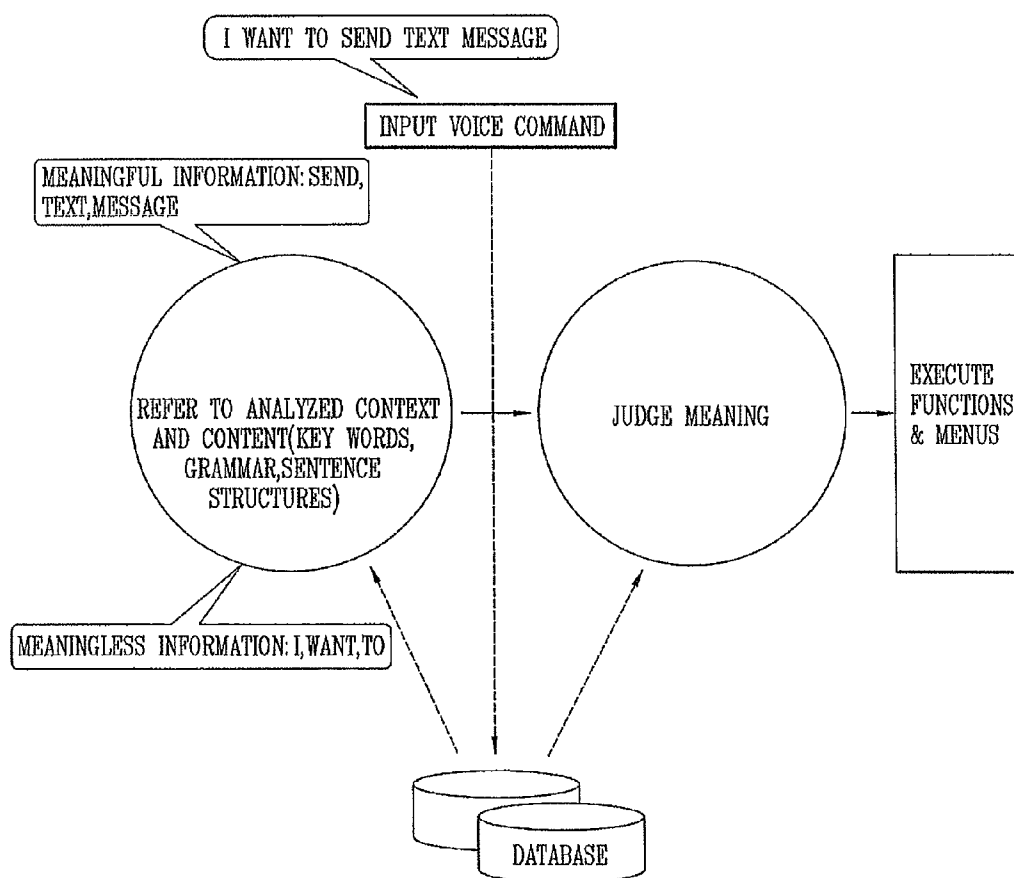 I WANT TO SEND TEXT MESSAGE
INPUT VOICE COMMAND
MEANINGFUL INFORMATION: SEND,
TEXT,MESSAGE
REFER TO ANALYZED CONTEXT
AND CONTENT(KEY WORDS,
GRAMMAR,SENTENCE
STRUCTURES)
JUDGE MEANING
EXECUTE
FUNCTIONS
& MENUS
MEANINGLESS INFORMATION: I,WANT,TO
DATABASE